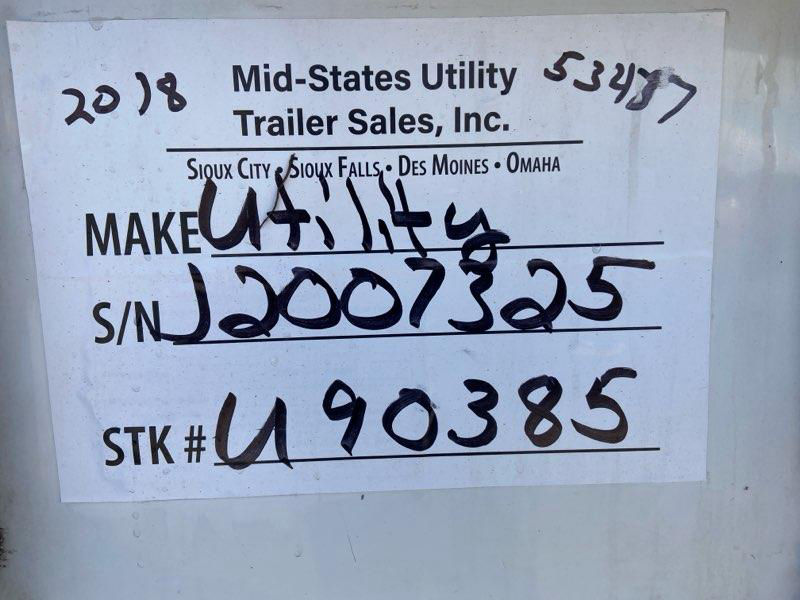 2018 Mid-States Utility 53487
Trailer Sales, Inc.
Sioux City • Sioux Falls • Des Moines • Omaha
MAKE Utility
S/N J2007325
STK # U90385